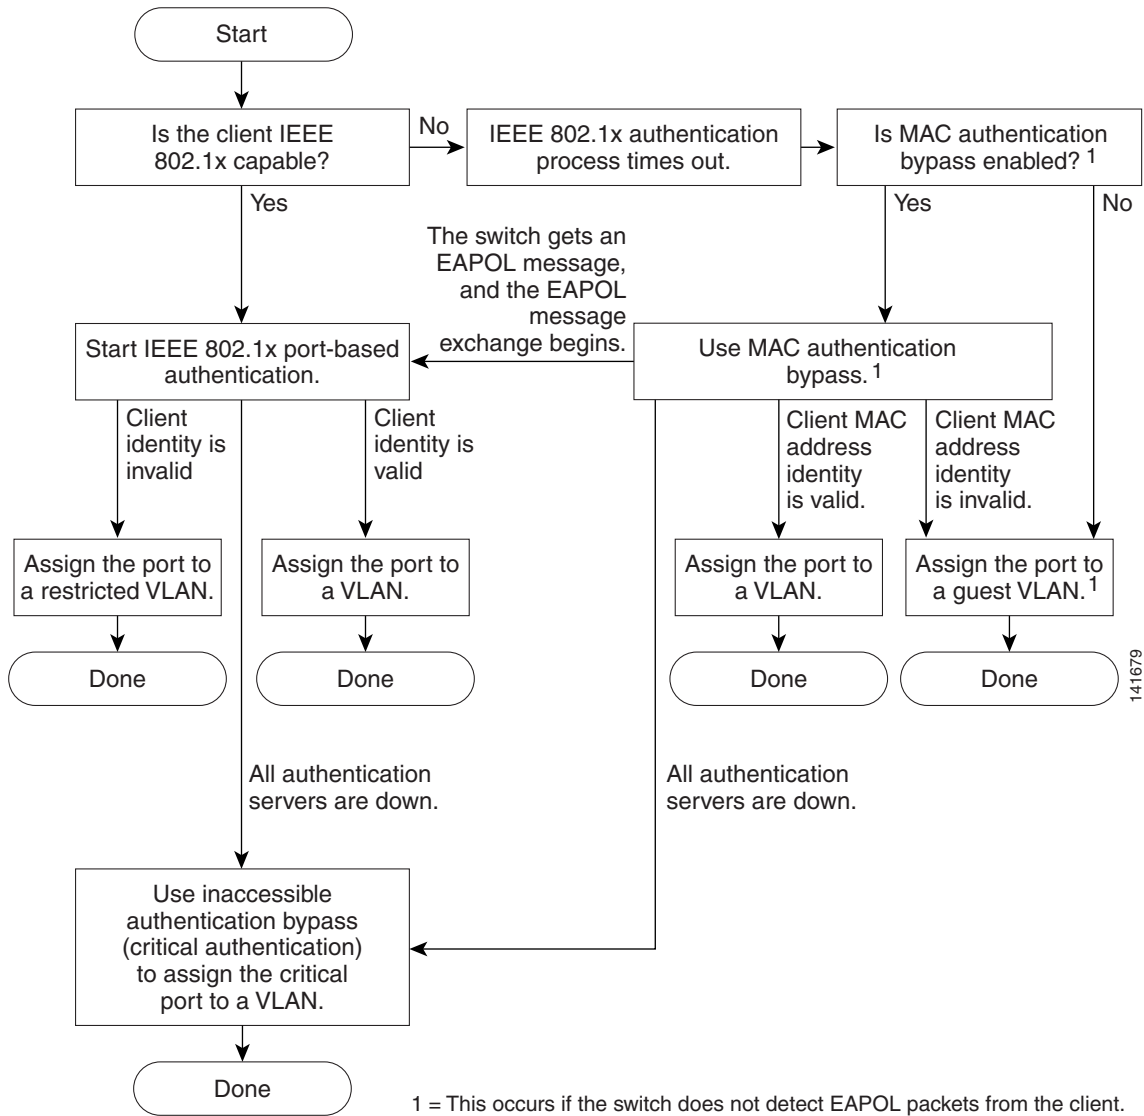 Start
Is the client IEEE
802.1x capable?
No
IEEE 802.1x authentication
process times out.
Is MAC authentication
bypass enabled? 1
Yes
Yes
No
The switch gets an
EAPOL message,
and the EAPOL
message
exchange begins.
Start IEEE 802.1x port-based
authentication.
Use MAC authentication
bypass. 1
Client
identity is
invalid
Client
identity is
valid
Client MAC
address
identity
is valid.
Client MAC
address
identity
is invalid.
Assign the port to
a restricted VLAN.
Assign the port to
a VLAN.
Assign the port to
a VLAN.
Assign the port to
a guest VLAN. 1
Done
Done
Done
Done
141679
All authentication
servers are down.
All authentication
servers are down.
Use inaccessible
authentication bypass
(critical authentication)
to assign the critical
port to a VLAN.
Done
1 = This occurs if the switch does not detect EAPOL packets from the client.